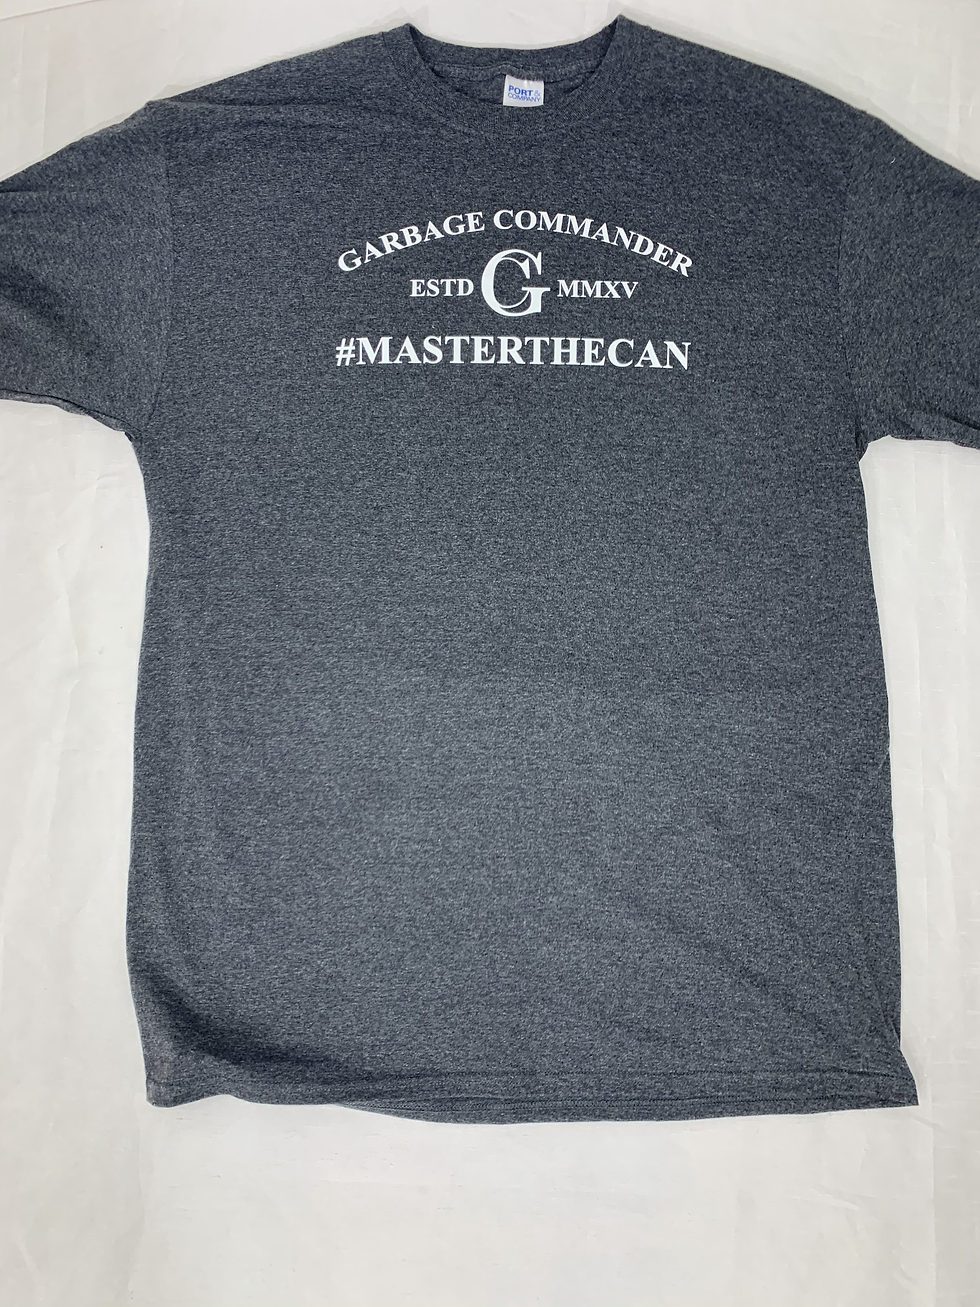 PORT &
COMPANY
GARBAGE COMMANDER
ESTD G MMXV
#MASTERTHECAN